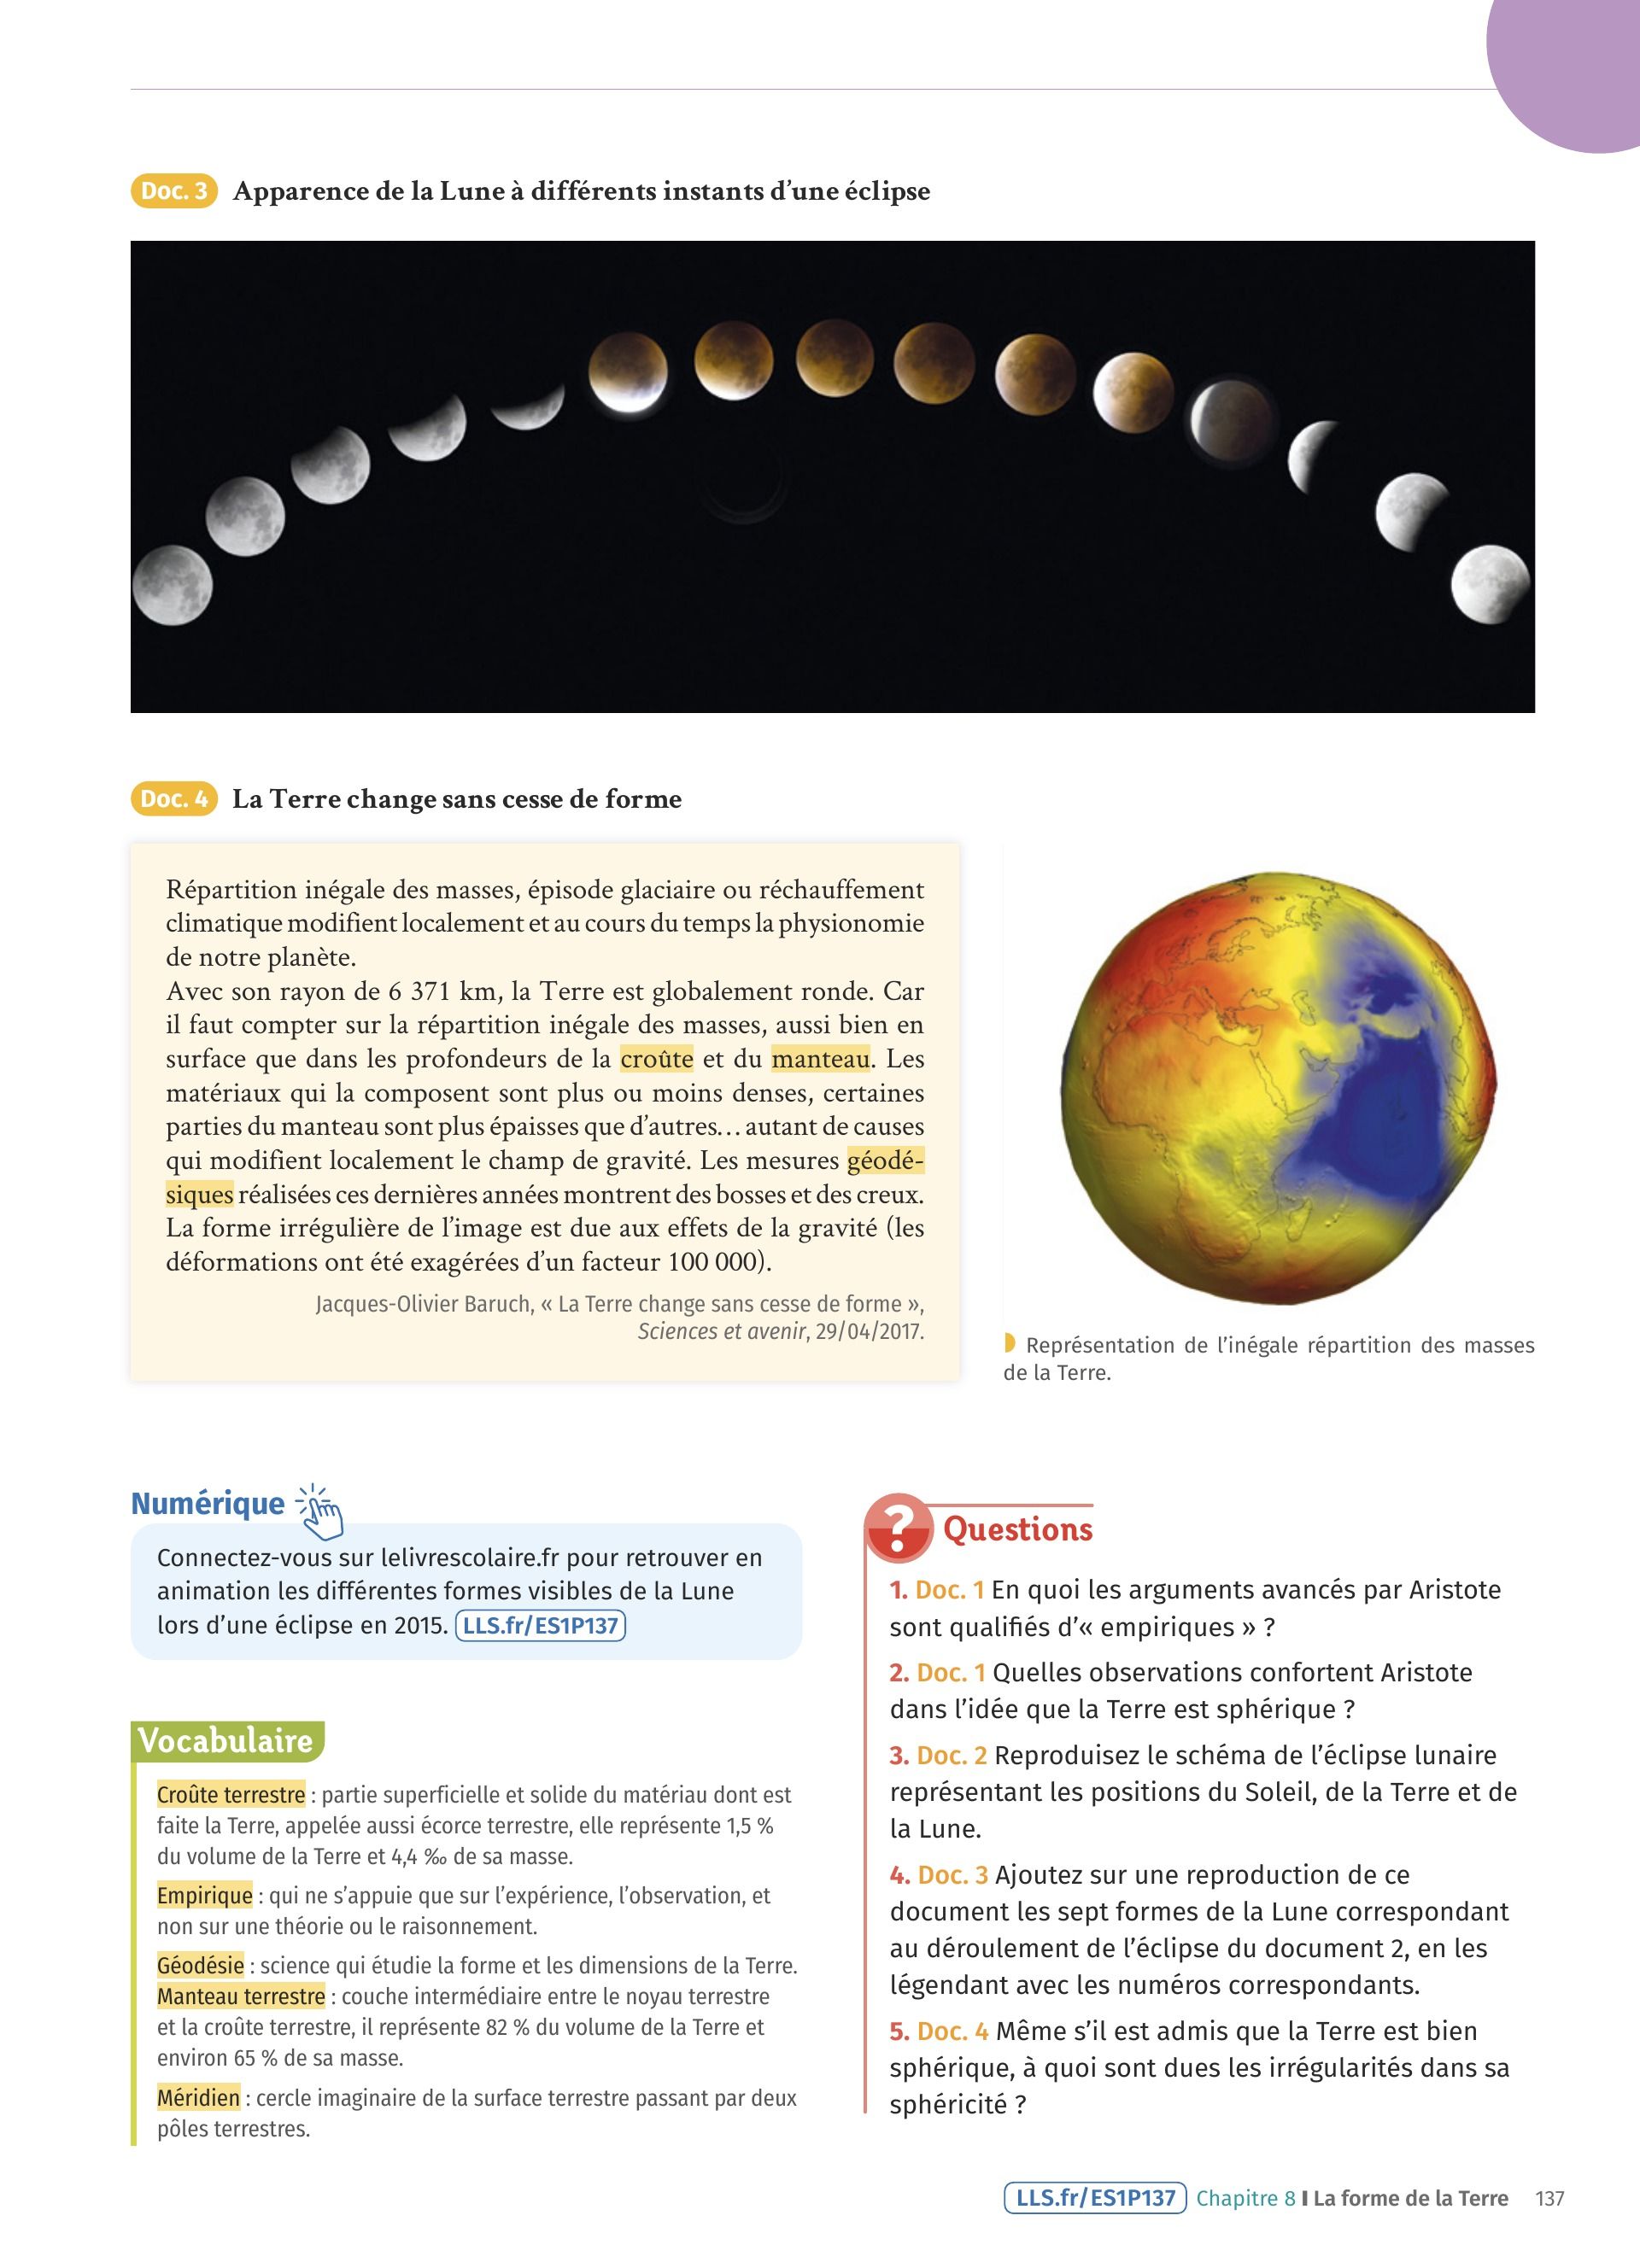 Doc. 3 Apparence de la Lune à différents instants d'une éclipse
Doc. 4 La Terre change sans cesse de forme
Répartition inégale des masses, épisode glaciaire ou réchauffement
climatique modifient localement et au cours du temps la physionomie
de notre planète.
Avec son rayon de 6 371 km, la Terre est globalement ronde. Car
il faut compter sur la répartition inégale des masses, aussi bien en
surface que dans les profondeurs de la croûte et du manteau. Les
matériaux qui la composent sont plus ou moins denses, certaines
parties du manteau sont plus épaisses que d'autres… autant de causes
qui modifient localement le champ de gravité. Les mesures géodé-
siques réalisées ces dernières années montrent des bosses et des creux.
La forme irrégulière de l'image est due aux effets de la gravité (les
déformations ont été exagérées d'un facteur 100 000).
Jacques-Olivier Baruch, « La Terre change sans cesse de forme »,
Sciences et avenir, 29/04/2017.
Représentation de l'inégale répartition des masses
de la Terre.
Numérique
Connectez-vous sur lelivrescolaire.fr pour retrouver en
animation les différentes formes visibles de la Lune
lors d'une éclipse en 2015. LLS.fr/ES1P137
Vocabulaire
Croûte terrestre : partie superficielle et solide du matériau dont est
faite la Terre, appelée aussi écorce terrestre, elle représente 1,5 %
du volume de la Terre et 4,4 ‰ de sa masse.
Empirique : qui ne s'appuie que sur l'expérience, l'observation, et
non sur une théorie ou le raisonnement.
Géodésie : science qui étudie la forme et les dimensions de la Terre.
Manteau terrestre : couche intermédiaire entre le noyau terrestre
et la croûte terrestre, il représente 82 % du volume de la Terre et
environ 65 % de sa masse.
Méridien : cercle imaginaire de la surface terrestre passant par deux
pôles terrestres.
? Questions
1. Doc. 1 En quoi les arguments avancés par Aristote
sont qualifiés d'« empiriques » ?
2. Doc. 1 Quelles observations confortent Aristote
dans l'idée que la Terre est sphérique ?
3. Doc. 2 Reproduisez le schéma de l'éclipse lunaire
représentant les positions du Soleil, de la Terre et de
la Lune.
4. Doc. 3 Ajoutez sur une reproduction de ce
document les sept formes de la Lune correspondant
au déroulement de l'éclipse du document 2, en les
légendant avec les numéros correspondants.
5. Doc. 4 Même s'il est admis que la Terre est bien
sphérique, à quoi sont dues les irrégularités dans sa
sphéricité ?
LLS.fr/ES1P137 Chapitre 8 I La forme de la Terre 137